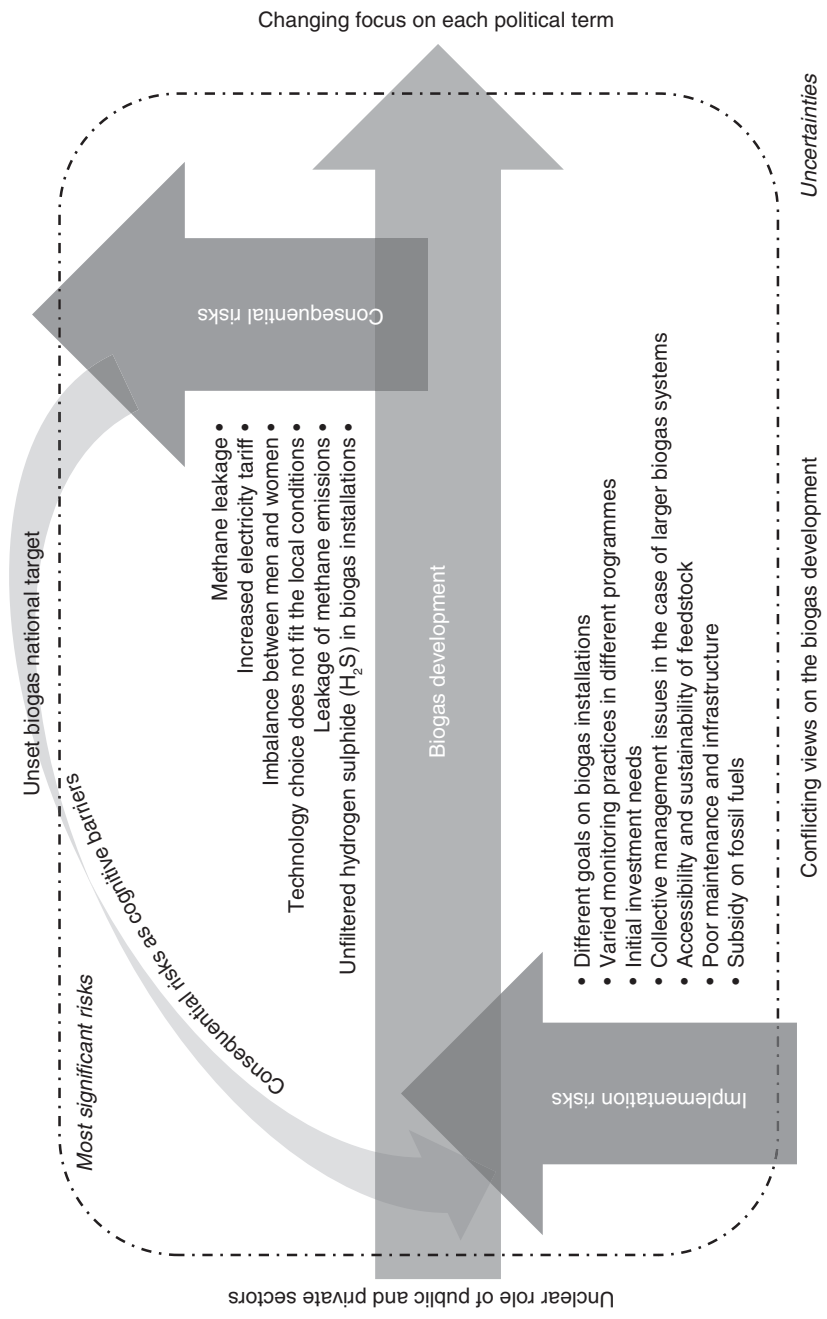 Changing focus on each political term
Uncertainties
Unset biogas national target
Most significant risks
Consequential risks as cognitive barriers
Consequential risks
Methane leakage •
Increased electricity tariff •
Imbalance between men and women •
Technology choice does not fit the local conditions •
Leakage of methane emissions •
Unfiltered hydrogen sulphide (H₂S) in biogas installations •
Biogas development
• Different goals on biogas installations
• Varied monitoring practices in different programmes
• Initial investment needs
• Collective management issues in the case of larger biogas systems
• Accessibility and sustainability of feedstock
• Poor maintenance and infrastructure
• Subsidy on fossil fuels
Implementation risks
Conflicting views on the biogas development
Unclear role of public and private sectors